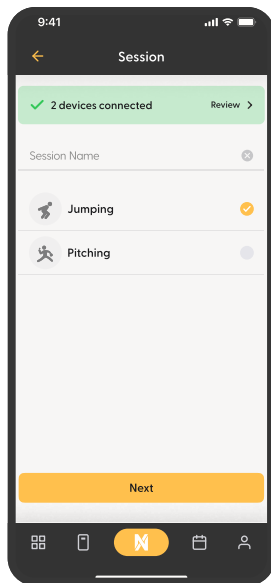 9:41
Session
2 devices connected
Review
Session Name
Jumping
Pitching
Next